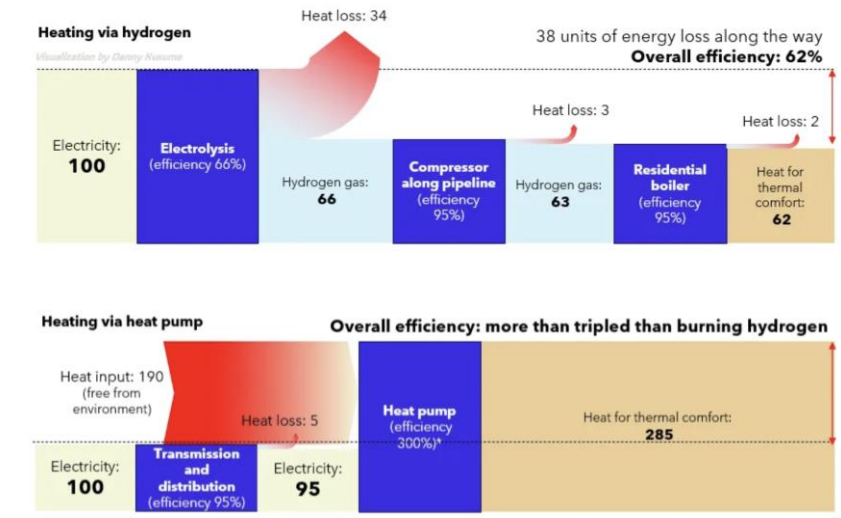 Heat loss: 34
Heating via hydrogen
38 units of energy loss along the way
Visualization by Danny
Overall efficiency: 62%
Heat loss: 3
Heat loss: 2
Electricity:
100
Electrolysis
(efficiency 66%)
Hydrogen gas:
66
Compressor
along pipeline
(efficiency
95%)
Hydrogen gas:
63
Residential
boiler
(efficiency
95%)
Heat for
thermal
comfort:
62
Heating via heat pump
Overall efficiency: more than tripled than burning hydrogen
Heat input: 190
(free from
environment)
Heat loss: 5
Electricity:
100
Transmission
and
distribution
(efficiency 95%)
Electricity:
95
Heat pump
(efficiency
300%)*
Heat for thermal comfort:
285